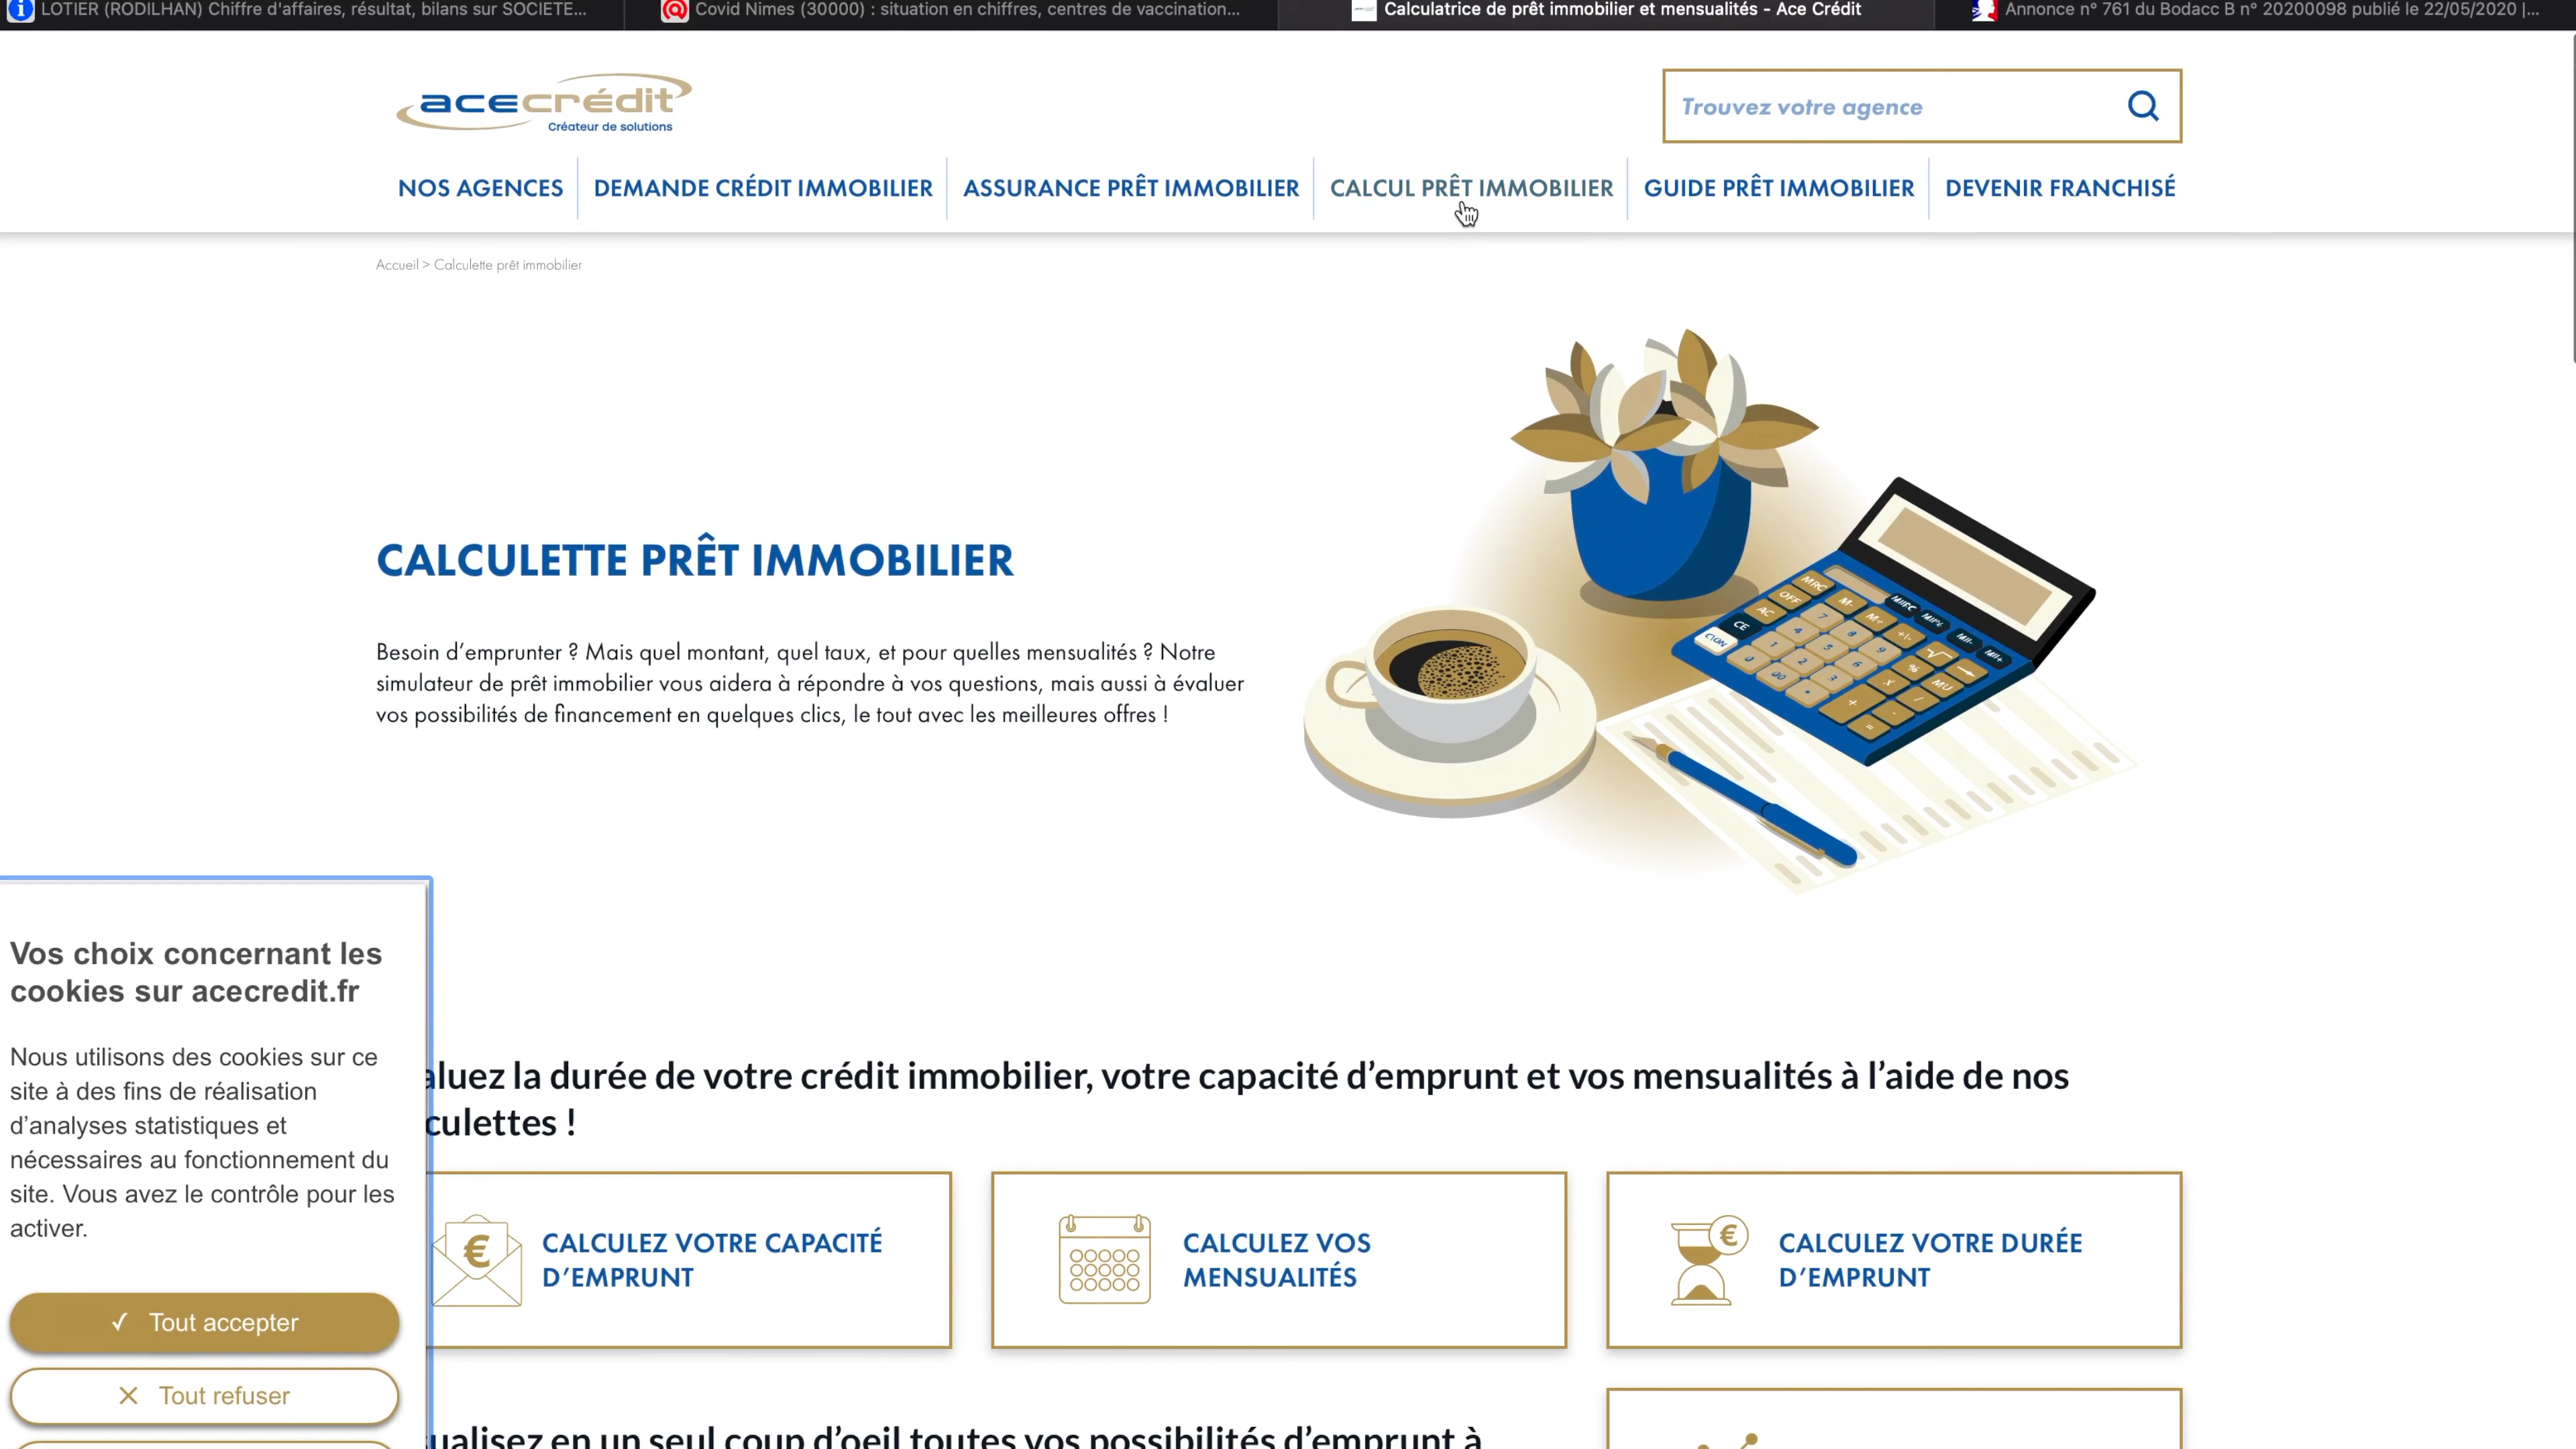 LOTIER (RODILHAN) Chiffre d'affaires, résultat, bilans sur SOCIETE...
Covid Nimes (30000) : situation en chiffres, centres de vaccination...
Calculatrice de prêt immobilier et mensualités - Ace Crédit
Annonce n° 761 du Bodacc B n° 20200098 publié le 22/05/2020 |...
acecrédit
Créateur de solutions
Trouvez votre agence
NOS AGENCES
DEMANDE CRÉDIT IMMOBILIER
ASSURANCE PRÊT IMMOBILIER
CALCUL PRÊT IMMOBILIER
GUIDE PRÊT IMMOBILIER
DEVENIR FRANCHISÉ
Accueil > Calculette prêt immobilier
CALCULETTE PRÊT IMMOBILIER
Besoin d'emprunter ? Mais quel montant, quel taux, et pour quelles mensualités ? Notre
simulateur de prêt immobilier vous aidera à répondre à vos questions, mais aussi à évaluer
vos possibilités de financement en quelques clics, le tout avec les meilleures offres !
Vos choix concernant les
cookies sur acecredit.fr
Nous utilisons des cookies sur ce
site à des fins de réalisation
d'analyses statistiques et
nécessaires au fonctionnement du
site. Vous avez le contrôle pour les
activer.
✓ Tout accepter
✕ Tout refuser
aluez la durée de votre crédit immobilier, votre capacité d'emprunt et vos mensualités à l'aide de nos
culettes !
CALCULEZ VOTRE CAPACITÉ
D'EMPRUNT
CALCULEZ VOS
MENSUALITÉS
CALCULEZ VOTRE DURÉE
D'EMPRUNT
ualisez en un seul coup d'oeil toutes vos possibilités d'emprunt à